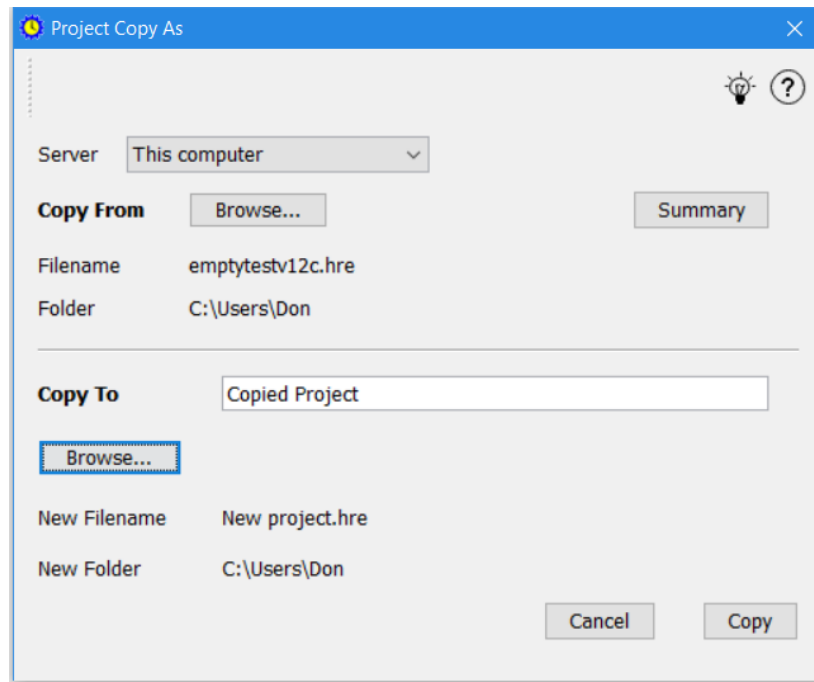 Project Copy As
?
Server This computer
Copy From Browse... Summary
Filename emptytestv12c.hre
Folder C:\Users\Don
Copy To Copied Project
Browse...
New Filename New project.hre
New Folder C:\Users\Don
Cancel Copy